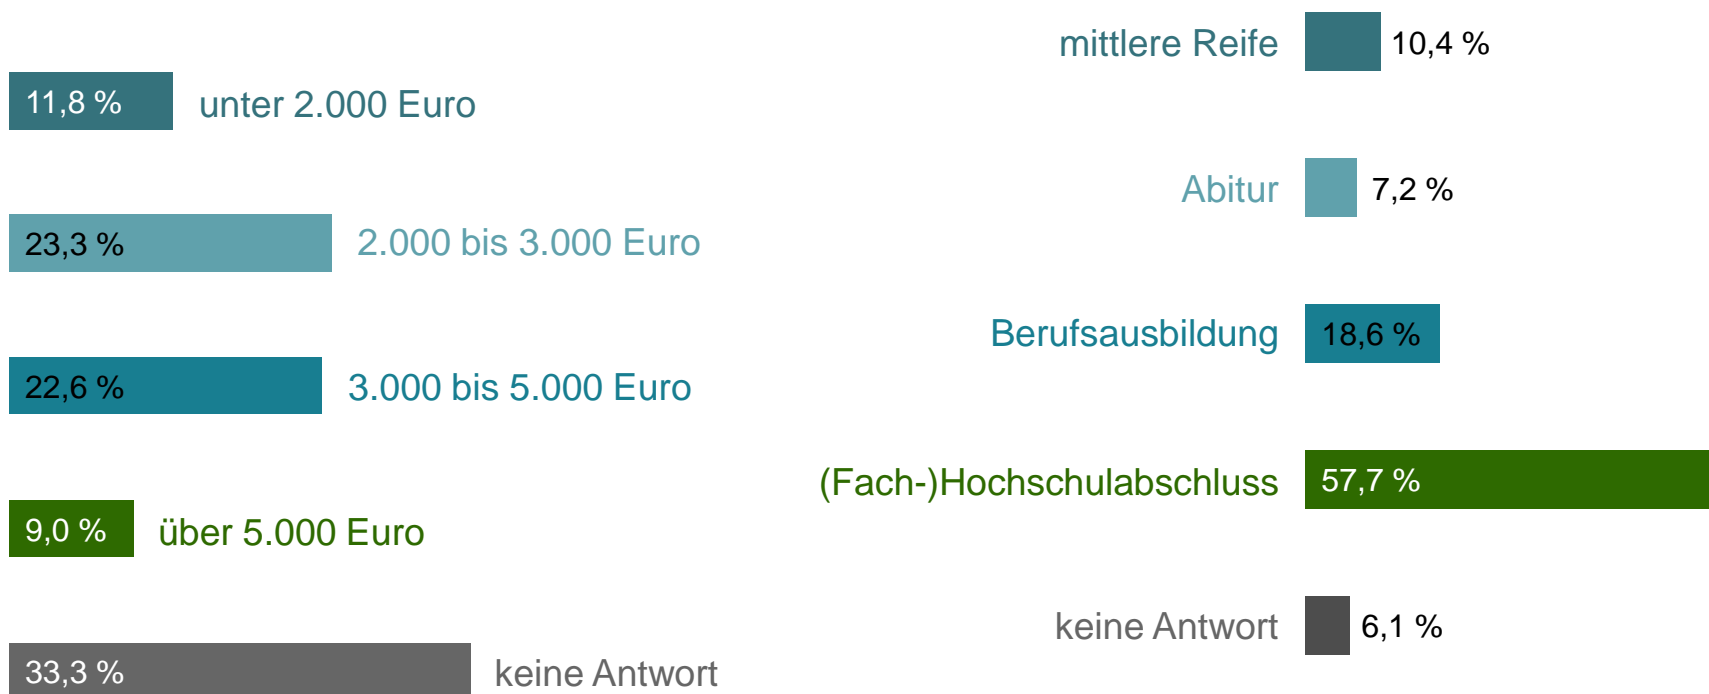 11,8 % unter 2.000 Euro
23,3 % 2.000 bis 3.000 Euro
22,6 % 3.000 bis 5.000 Euro
9,0 % über 5.000 Euro
33,3 % keine Antwort
mittlere Reife 10,4 %
Abitur 7,2 %
Berufsausbildung 18,6 %
(Fach-)Hochschulabschluss 57,7 %
keine Antwort 6,1 %